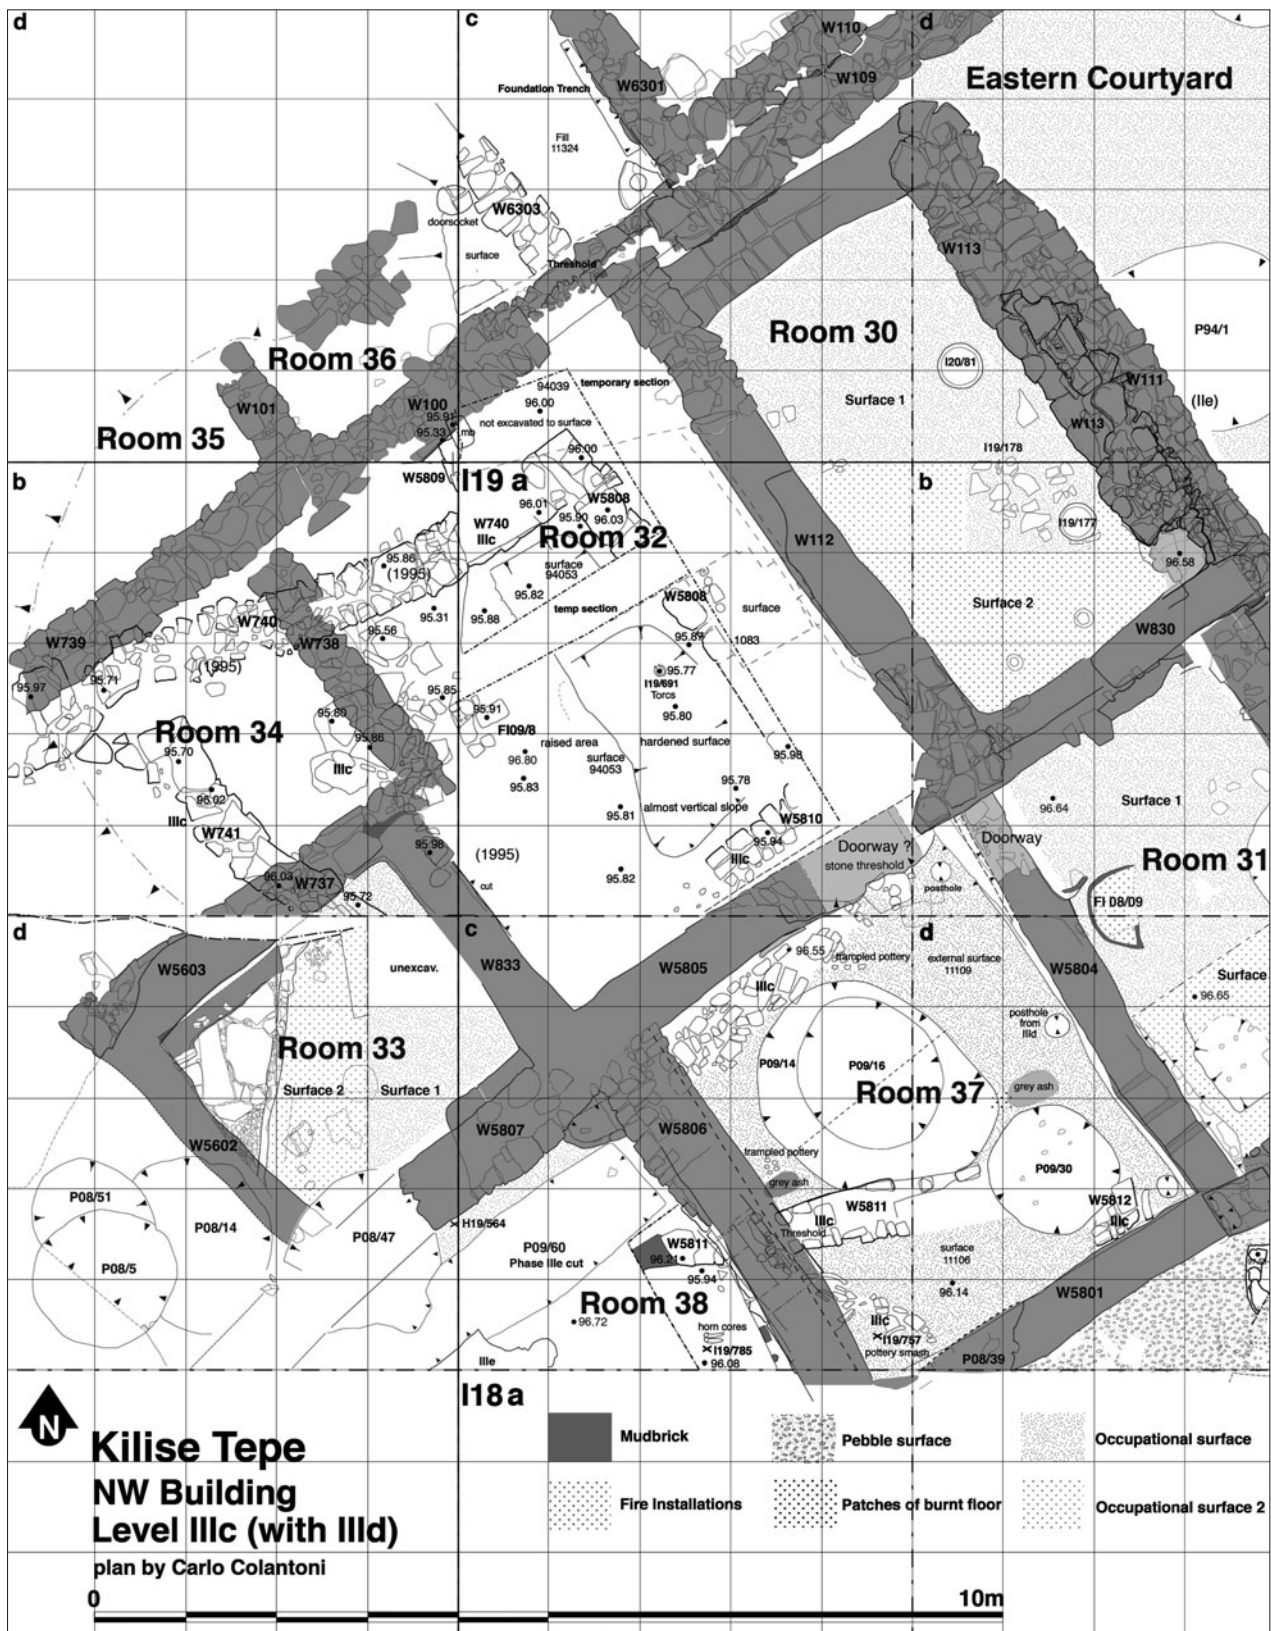 d
c
d
W110
W109
Eastern Courtyard
W6301
Foundation Trench
Fill
11324
W6303
doorsocket
surface
Threshold
W113
Room 30
P94/1
Room 36
I20/81
94039
temporary section
W111
(IIe)
W101
W100
96.00
Surface 1
95.91
95.33
mb
not excavated to surface
W113
Room 35
I19/178
96.00
b
W5809
I19 a
b
W5808
96.01
95.90
96.03
I19/177
W740
IIIc
Room 32
W112
95.86
(1995)
surface
94053
96.58
95.82
temp section
W5808
surface
Surface 2
95.31
95.88
W740
W830
W739
W738
95.56
95.87
1083
(1995)
95.77
95.97
95.71
I19/691
Torcs
95.85
95.91
95.80
95.80
Room 34
FI09/8
raised area
hardened surface
95.86
96.80
surface
94053
95.98
95.70
IIIc
95.83
95.78
96.02
95.81
almost vertical slope
96.64
Surface 1
IIIc
W5810
W741
95.94
Doorway ?
Doorway
95.98
(1995)
IIIc
stone threshold
Room 31
96.03
W737
95.82
cut
posthole
95.72
FI 08/09
d
c
d
W5603
unexcav.
W833
W5805
96.55
trampled pottery
external surface
11109
W5804
Surface
IIIc
96.65
posthole
from
IIId
Room 33
P09/14
P09/16
Surface 2
Surface 1
Room 37
grey ash
W5602
W5807
W5806
trampled pottery
P09/30
grey ash
P08/51
W5811
W5812
P08/14
H19/564
IIIc
IIIc
P08/47
W5811
Threshold
P09/60
Phase IIIe cut
surface
11106
P08/5
96.21
95.94
96.14
W5801
Room 38
96.72
horn cores
IIIc
I19/757
I19/785
pottery smash
IIIe
96.08
P08/39
I18 a
N
Kilise Tepe
NW Building
Level IIIc (with IIId)
plan by Carlo Colantoni
Mudbrick
Pebble surface
Occupational surface
Fire Installations
Patches of burnt floor
Occupational surface 2
0
10m